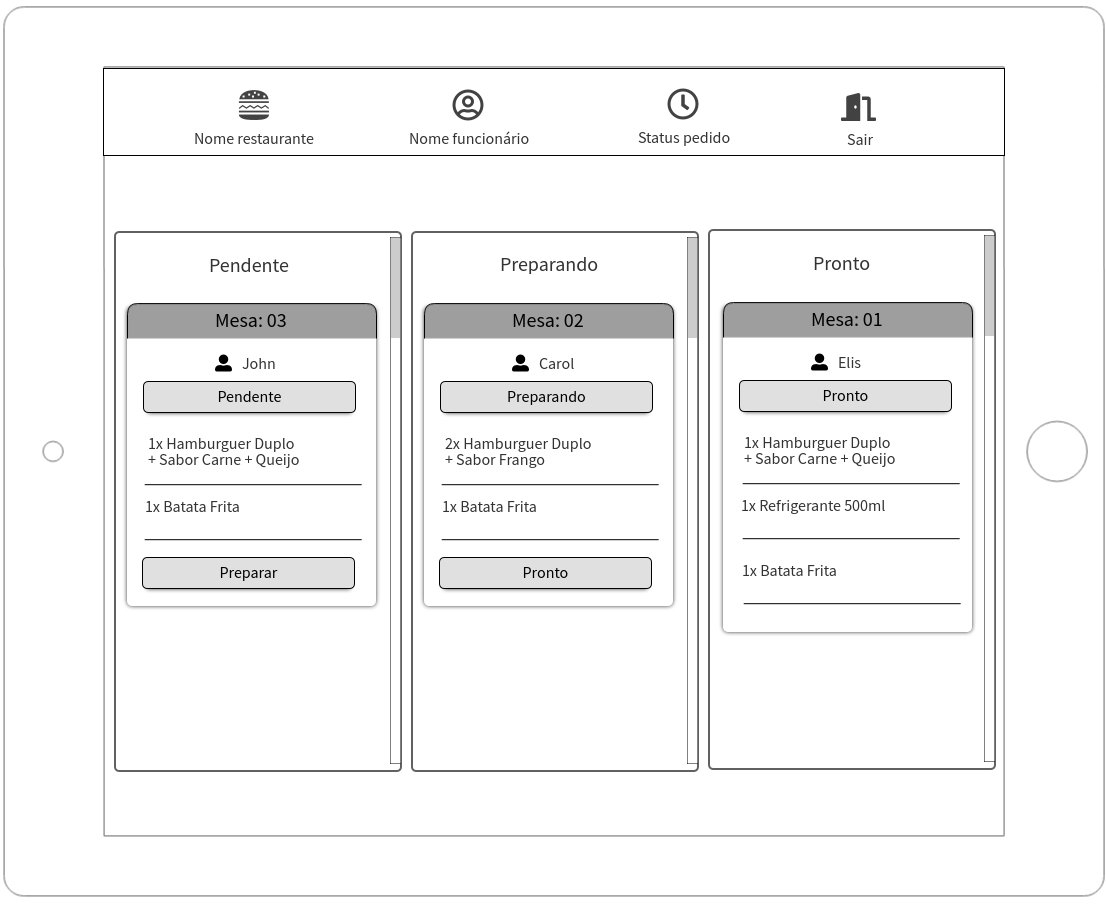 Nome restaurante
Nome funcionário
Status pedido
Sair
Pendente
Mesa: 03
John
Pendente
1x Hamburguer Duplo
+ Sabor Carne + Queijo
1x Batata Frita
Preparar
Preparando
Mesa: 02
Carol
Preparando
2x Hamburguer Duplo
+ Sabor Frango
1x Batata Frita
Pronto
Pronto
Mesa: 01
Elis
Pronto
1x Hamburguer Duplo
+ Sabor Carne + Queijo
1x Refrigerante 500ml
1x Batata Frita